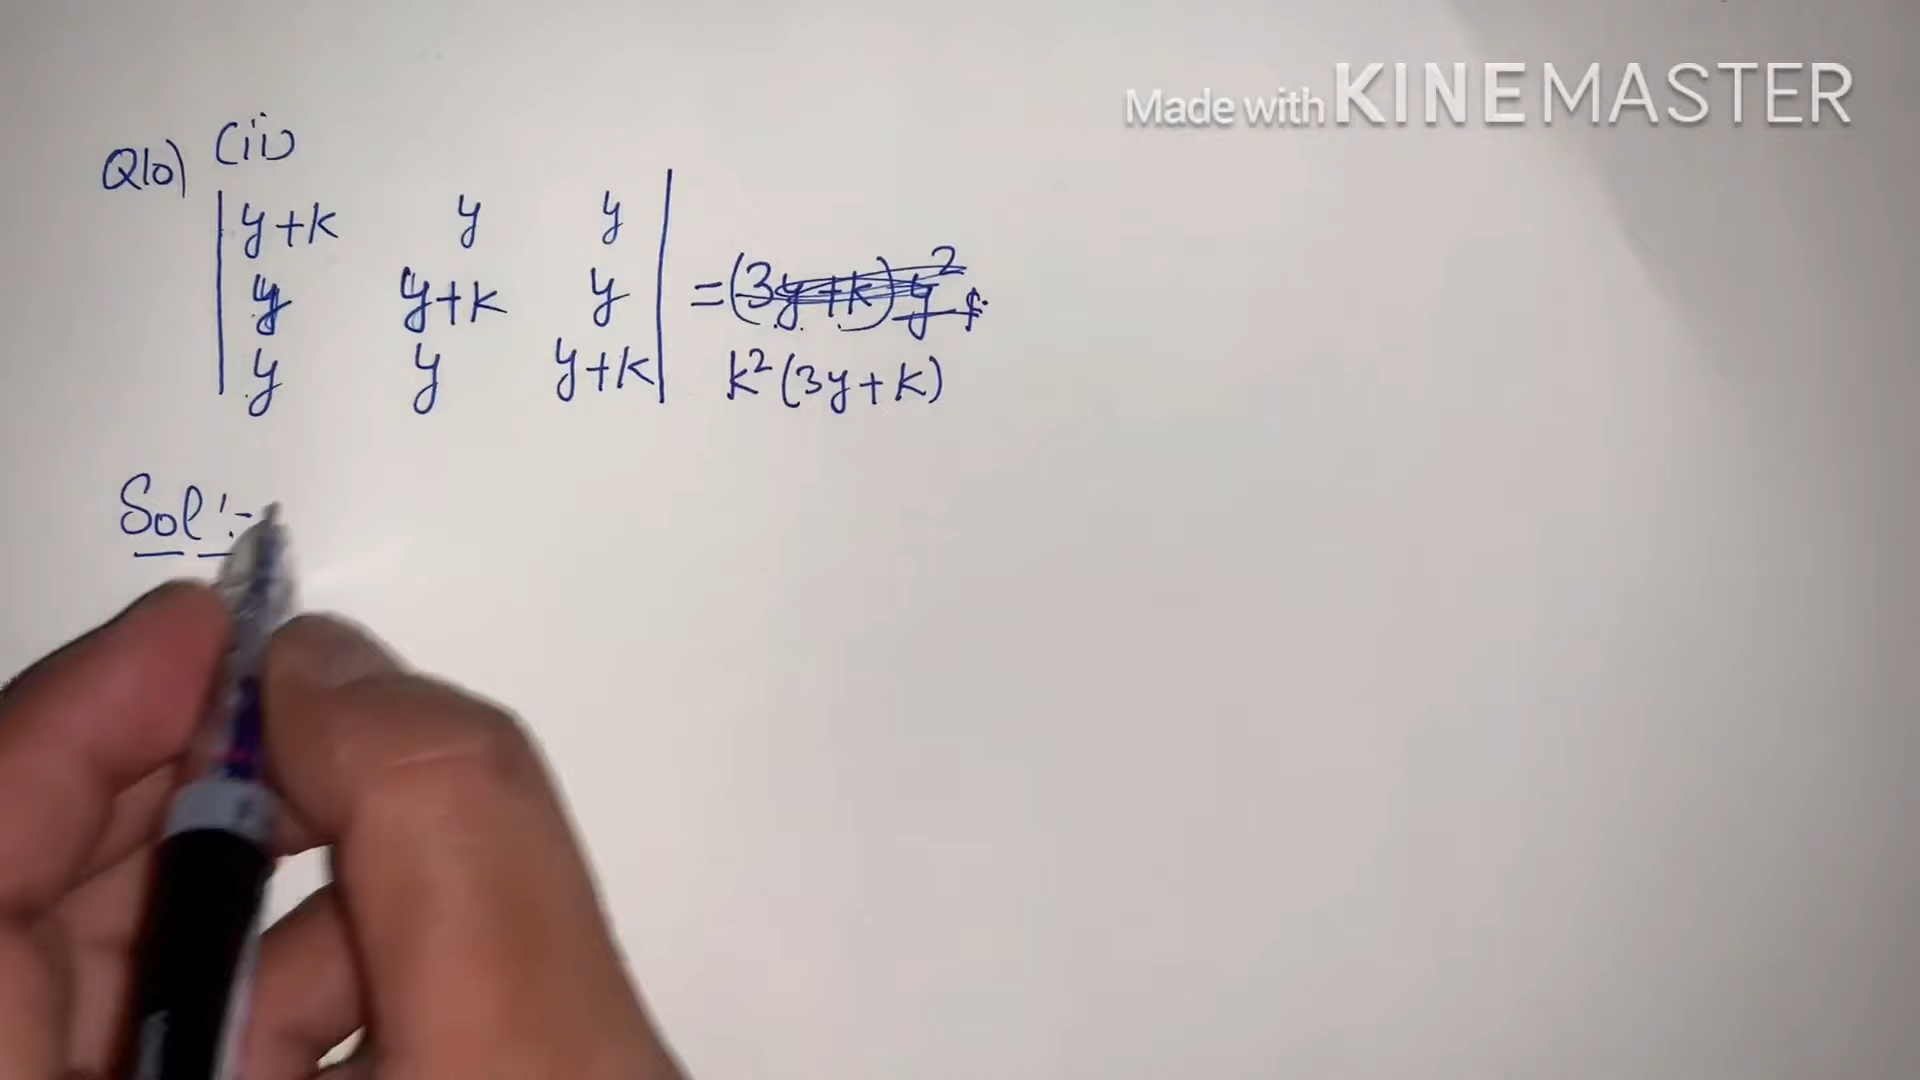 Made with KINEMASTER
Q10) (ii)
y+k y y
y y+k y = (3y+k) y²
y y y+k k²(3y+k)
Sol':-